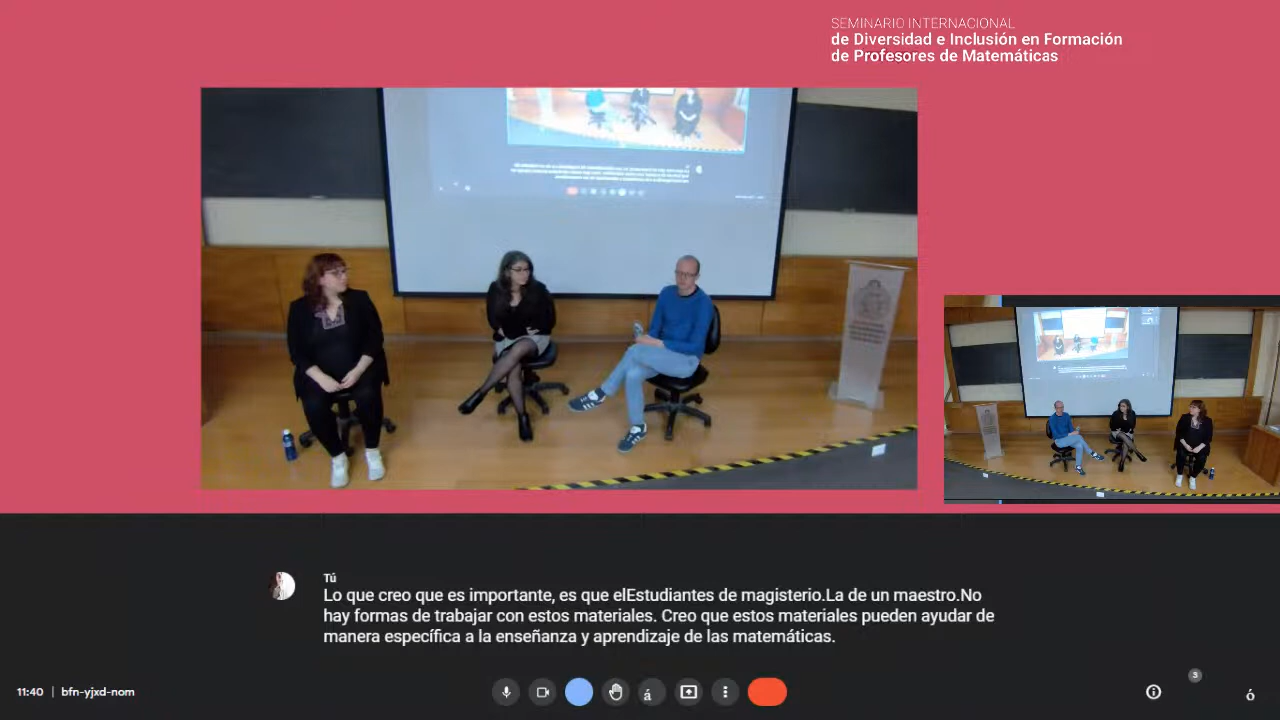 SEMINARIO INTERNACIONAL
de Diversidad e Inclusión en Formación
de Profesores de Matemáticas
Tú
Lo que creo que es importante, es que elEstudiantes de magisterio.La de un maestro.No
hay formas de trabajar con estos materiales. Creo que estos materiales pueden ayudar de
manera específica a la enseñanza y aprendizaje de las matemáticas.
11:40 | bfn-yjxd-nom
á
3
ó